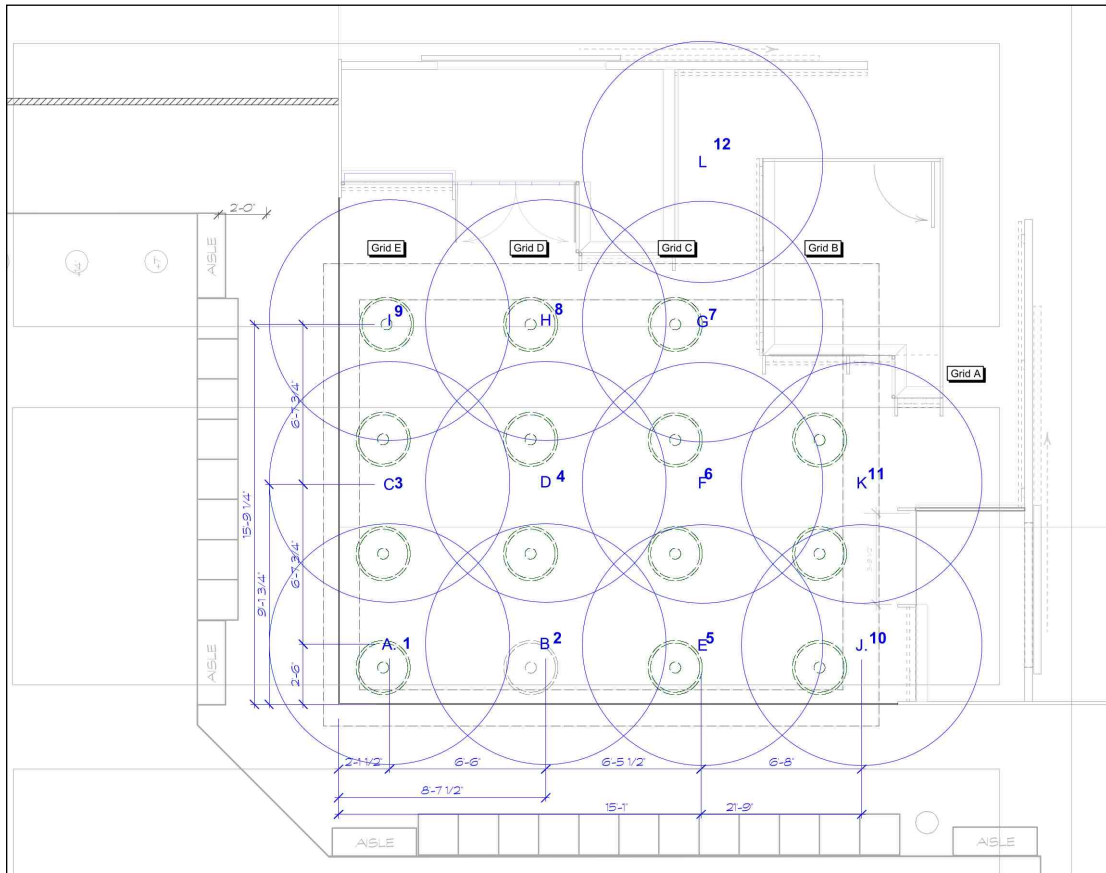 12
L
2'-0"
AISLE
47
Grid E
Grid D
Grid C
Grid B
I 9
H 8
G 7
Grid A
6'-7 3/4"
15'-9 1/4"
C 3
D 4
F 6
K 11
6'-7 3/4"
9'-1 3/4"
A. 1
B 2
E 5
J. 10
AISLE
2'-6"
2'-1 1/2"
6'-6"
6'-5 1/2"
6'-8"
8'-7 1/2"
15'-1"
21'-9"
AISLE
AISLE